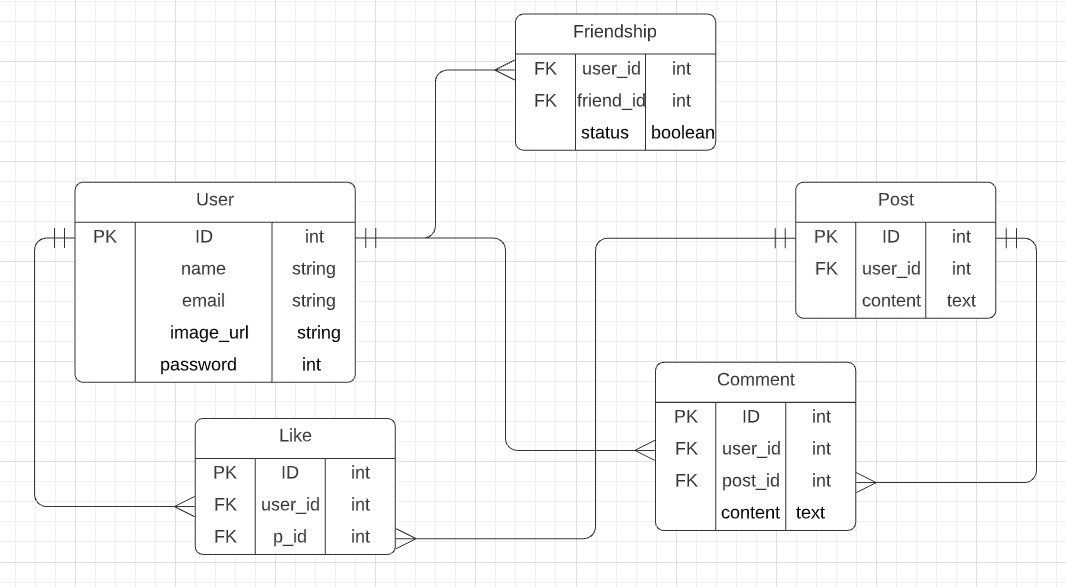 Friendship
FK user_id int
FK friend_id int
status boolean
User
PK ID int
name string
email string
image_url string
password int
Post
PK ID int
FK user_id int
content text
Comment
PK ID int
FK user_id int
FK post_id int
content text
Like
PK ID int
FK user_id int
FK p_id int